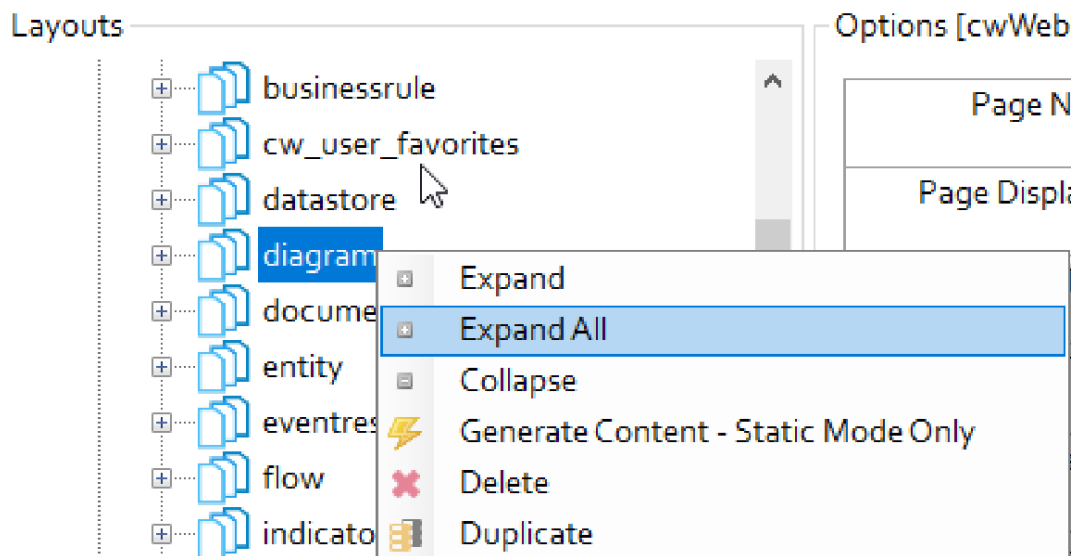 Layouts
businessrule
cw_user_favorites
datastore
diagram
entity
flow
Expand
Expand All
Collapse
Generate Content - Static Mode Only
Delete
Duplicate
Options [cwWeb
Page N
Page Displa